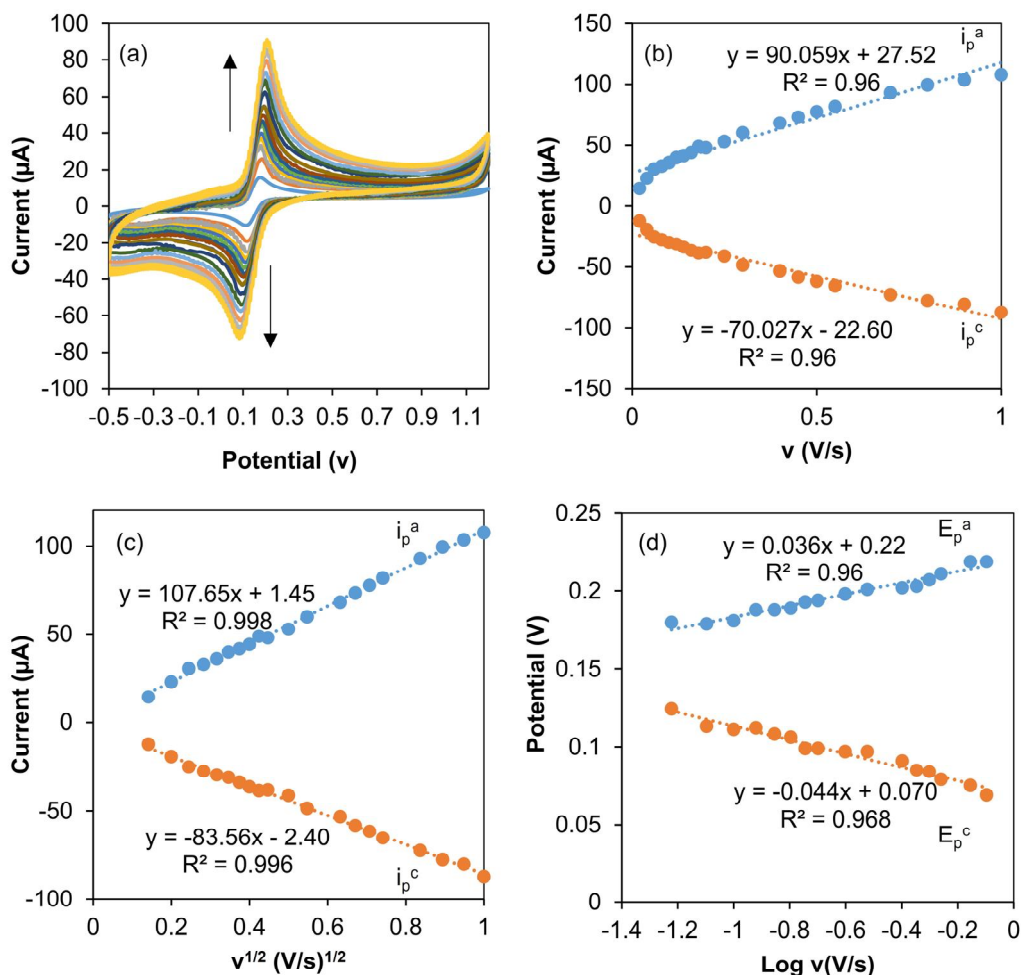 (a)
100
80
60
40
20
0
-20
-40
-60
-80
-100
Current (µA)
-0.5 -0.3 -0.1 0.1 0.3 0.5 0.7 0.9 1.1
Potential (v)
(b)
150
100
50
0
-50
-100
-150
Current (µA)
iₚᵃ
y = 90.059x + 27.52
R² = 0.96
y = -70.027x - 22.60
R² = 0.96
iₚᶜ
0 0.5 1
v (V/s)
(c)
100
50
0
-50
-100
Current (µA)
iₚᵃ
y = 107.65x + 1.45
R² = 0.998
y = -83.56x - 2.40
R² = 0.996
iₚᶜ
0 0.2 0.4 0.6 0.8 1
v¹ᐟ² (V/s)¹ᐟ²
(d)
0.25
0.2
0.15
0.1
0.05
0
Potential (V)
Eₚᵃ
y = 0.036x + 0.22
R² = 0.96
y = -0.044x + 0.070
R² = 0.968
Eₚᶜ
-1.4 -1.2 -1 -0.8 -0.6 -0.4 -0.2 0
Log v(V/s)